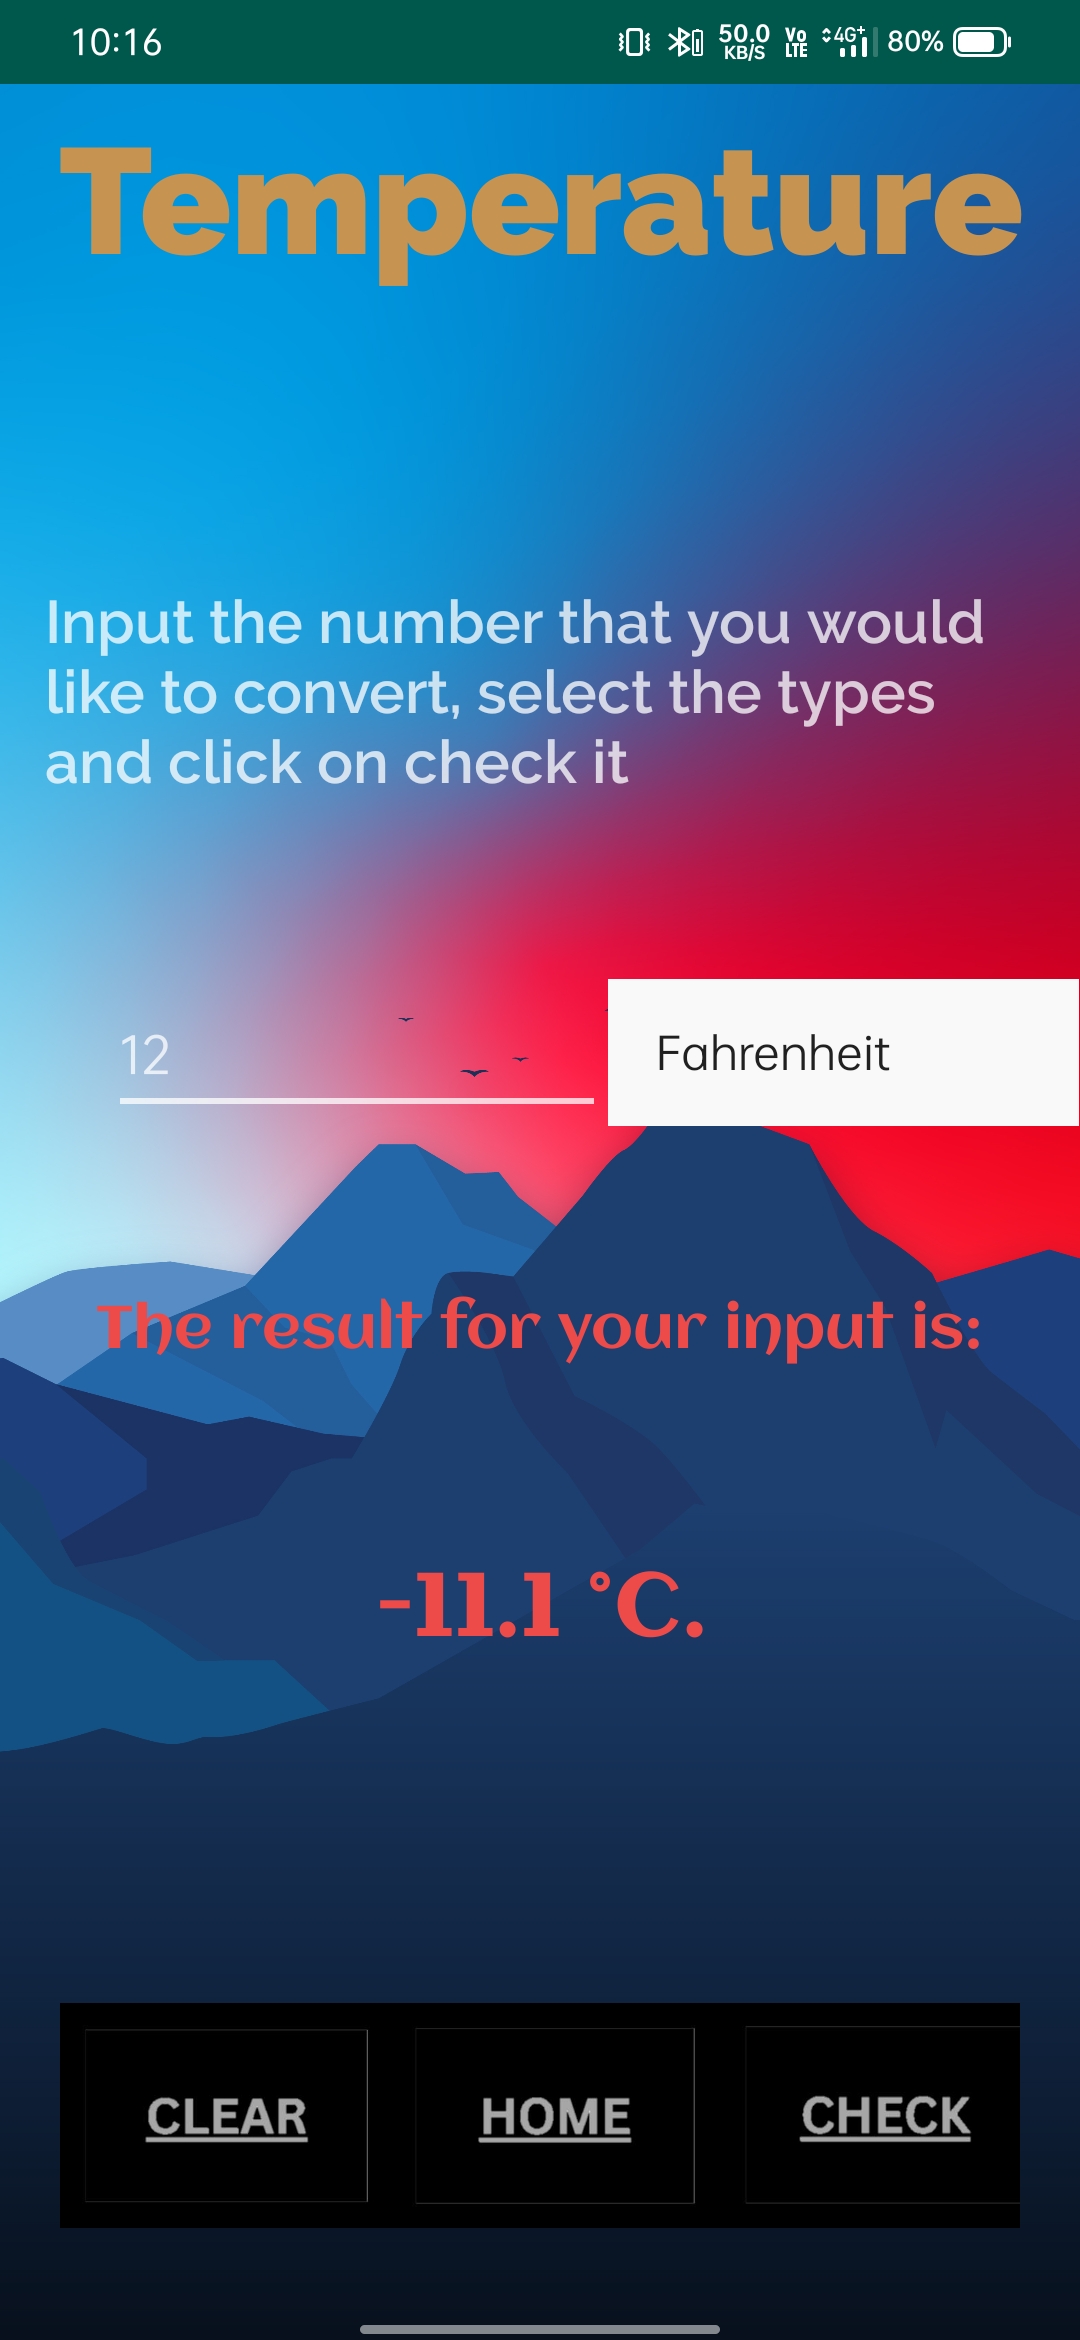 10:16 50.0 KB/S Vo LTE 4G+ 80%
Temperature
Input the number that you would
like to convert, select the types
and click on check it
12 Fahrenheit
The result for your input is:
-11.1 °C.
CLEAR HOME CHECK